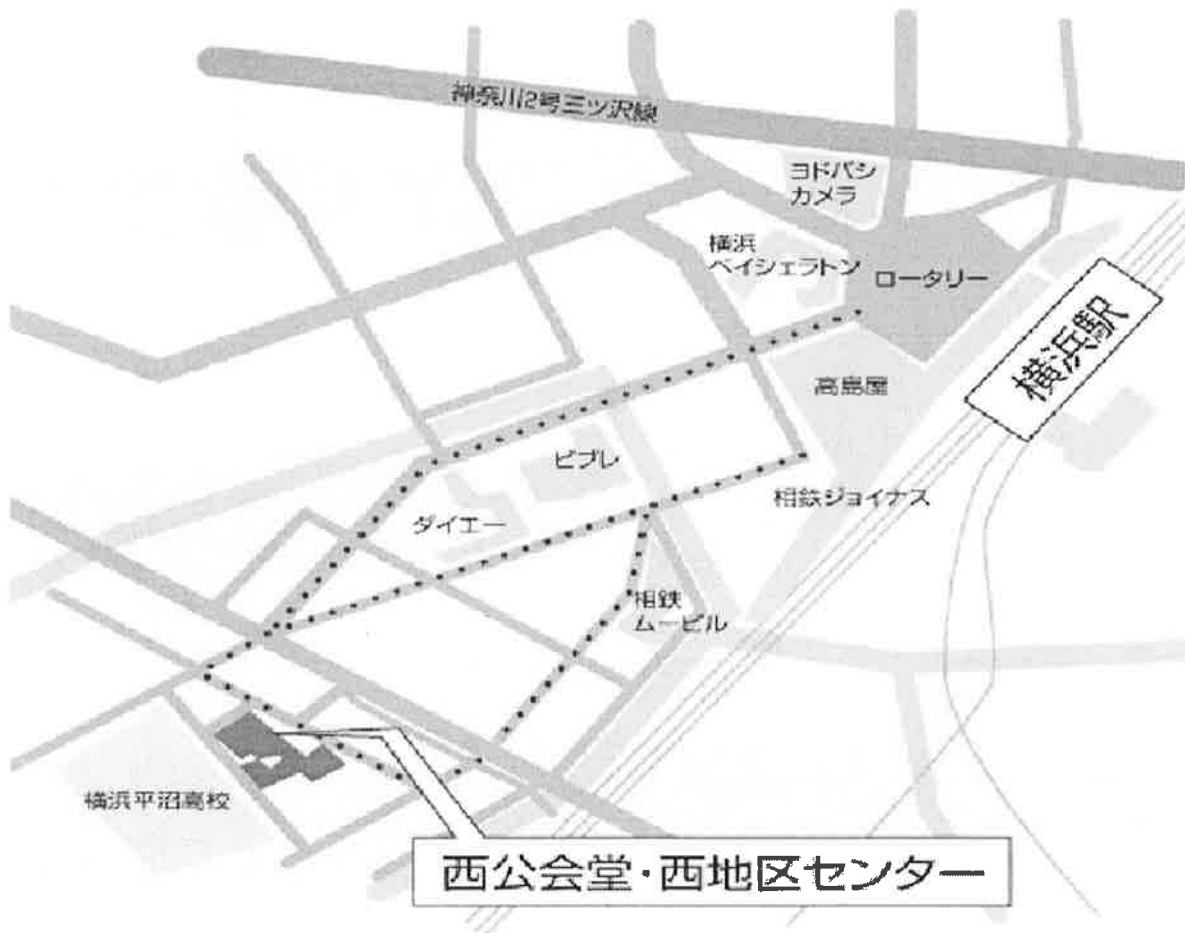 神奈川2号三ツ沢線
ヨドバシ
カメラ
横浜
ベイシェラトン
ロータリー
横浜駅
高島屋
ビブレ
相鉄ジョイナス
ダイエー
相鉄
ムービル
横浜平沼高校
西公会堂・西地区センター